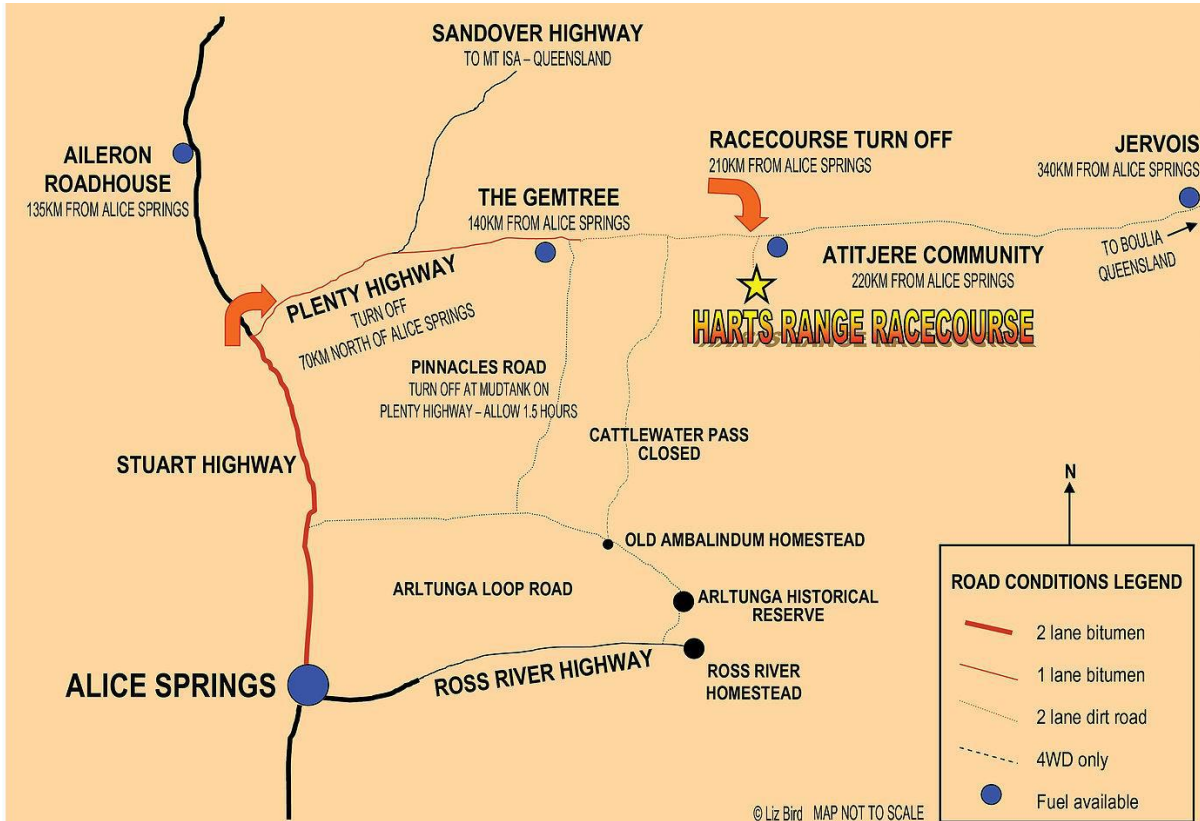 SANDOVER HIGHWAY
TO MT ISA – QUEENSLAND
AILERON
ROADHOUSE
135KM FROM ALICE SPRINGS
THE GEMTREE
140KM FROM ALICE SPRINGS
RACECOURSE TURN OFF
210KM FROM ALICE SPRINGS
JERVOIS
340KM FROM ALICE SPRINGS
TO BOULIA
QUEENSLAND
ATITJERE COMMUNITY
220KM FROM ALICE SPRINGS
HARTS RANGE RACECOURSE
PLENTY HIGHWAY
TURN OFF
70KM NORTH OF ALICE SPRINGS
PINNACLES ROAD
TURN OFF AT MUDTANK ON
PLENTY HIGHWAY – ALLOW 1.5 HOURS
CATTLEWATER PASS
CLOSED
STUART HIGHWAY
OLD AMBALINDUM HOMESTEAD
ARLTUNGA LOOP ROAD
ARLTUNGA HISTORICAL
RESERVE
ALICE SPRINGS
ROSS RIVER HIGHWAY
ROSS RIVER
HOMESTEAD
N
ROAD CONDITIONS LEGEND
2 lane bitumen
1 lane bitumen
2 lane dirt road
4WD only
Fuel available
© Liz Bird MAP NOT TO SCALE